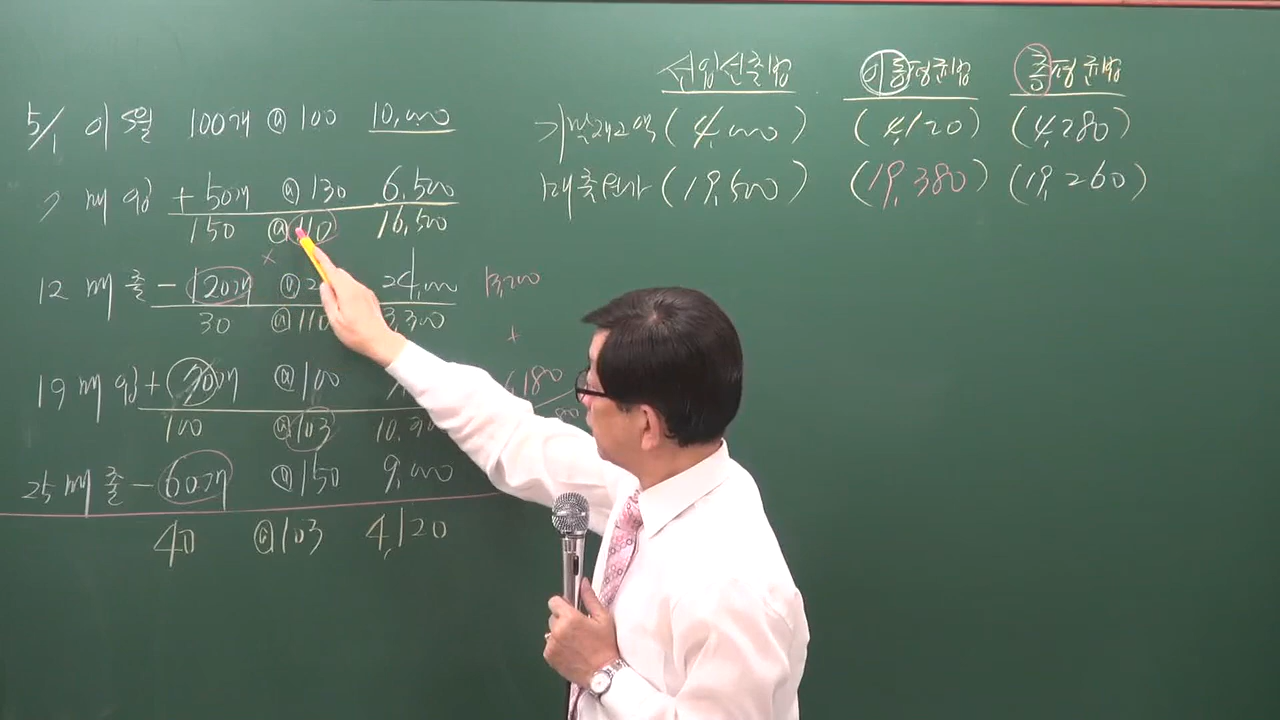 선입선출법 이동평균법 총평균법
5/1 이월 100개 @ 100 10,000
기말재고액 (4,000) (4,120) (4,280)
7 매입 + 50개 @ 130 6,500
매출원가 (19,500) (19,380) (19,260)
150 @ 110 16,500
×
12 매출 - 120개 @ 24,000 13,200
30 @ 110 3,300
+
19 매입 + 70개 @ 100 6,180
100 @ 103
25 매출 - 60개 @ 150 9,000
40 @ 103 4,120